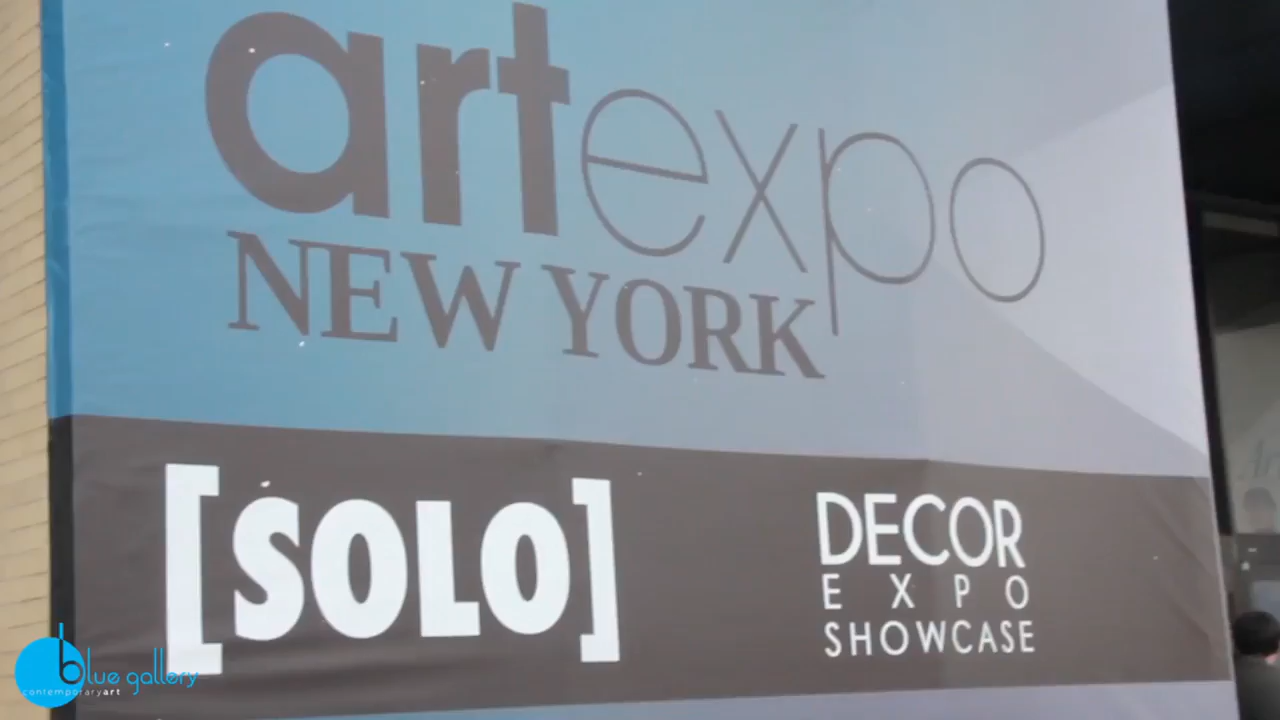 artexpo
NEW YORK
[SOLO]
DECOR
EXPO
SHOWCASE
blue gallery
contemporaryart